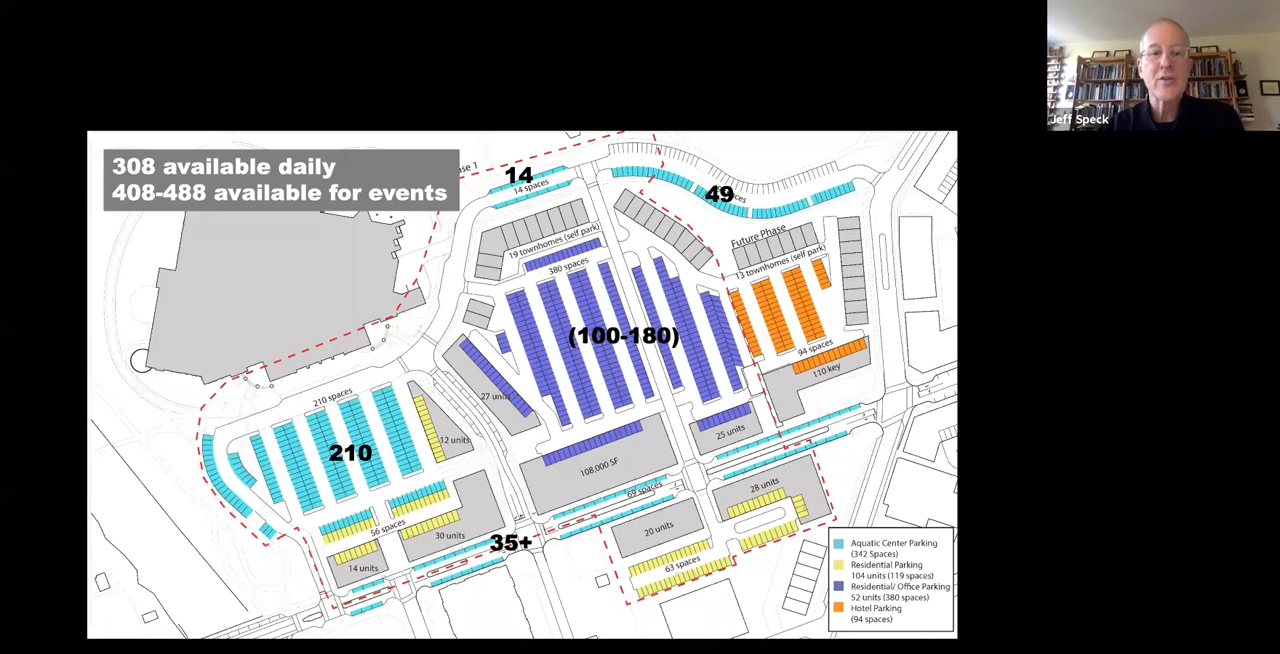 Jeff Speck
308 available daily
408-488 available for events
14
14 spaces
49
Future Phase
19 townhomes (self park)
13 townhomes (self park)
380 spaces
(100-180)
94 spaces
110 key
210 spaces
27 units
210
12 units
25 units
108,000 SF
69 spaces
28 units
56 spaces
30 units
20 units
35+
14 units
63 spaces
Aquatic Center Parking
(342 Spaces)
Residential Parking
104 units (119 spaces)
Residential/ Office Parking
52 units (380 spaces)
Hotel Parking
(94 spaces)